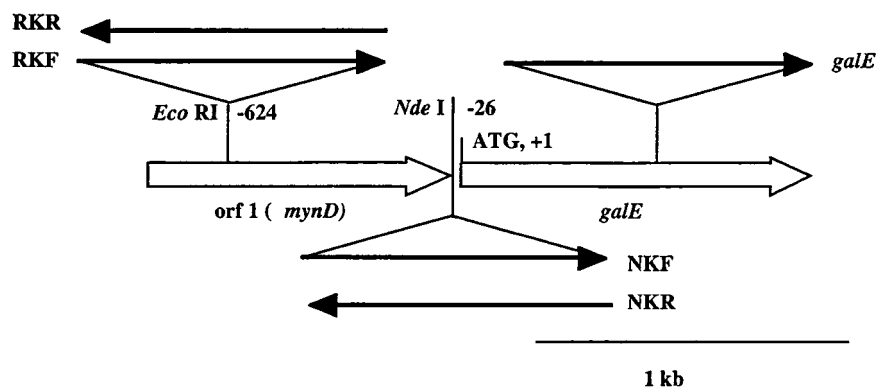 RKR
RKF
galE
Eco RI -624
Nde I -26
ATG, +1
orf 1 ( mynD)
galE
NKF
NKR
1 kb